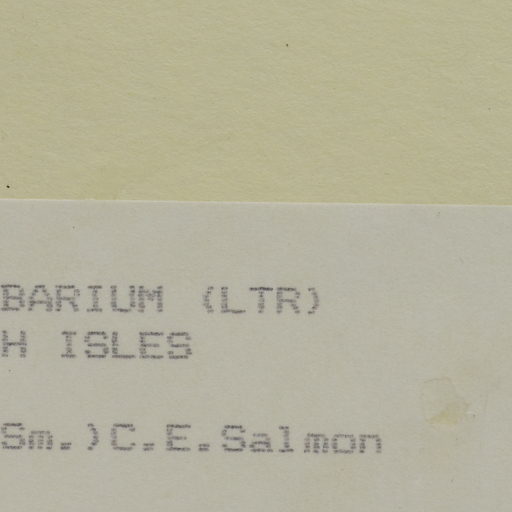 BARIUM (LTR)
H ISLES
Sm.)C.E.Salmon